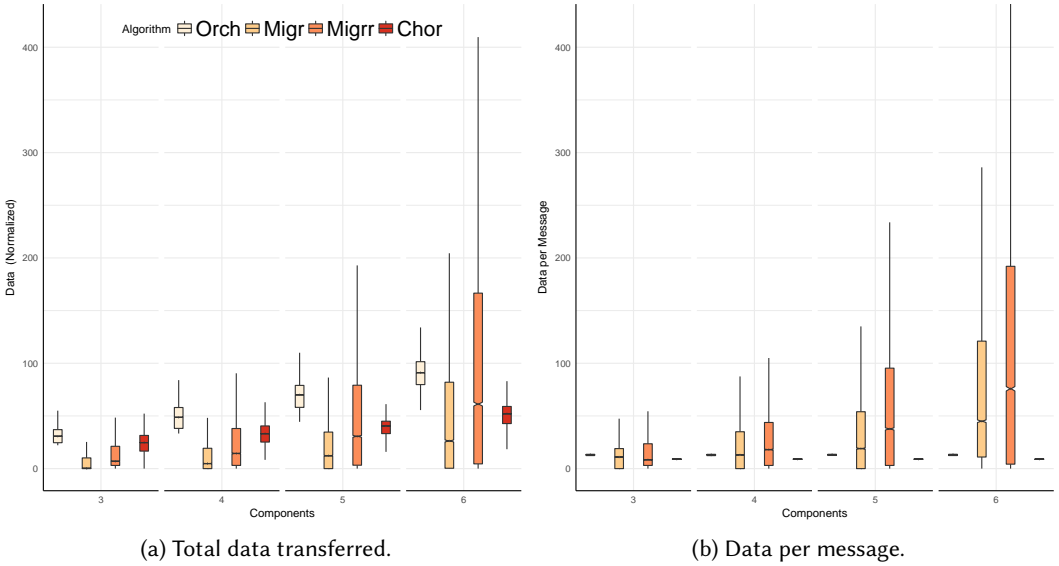 Algorithm Orch Migr Migrr Chor
400
300
200
100
0
Data (Normalized)
3 4 5 6
Components
(a) Total data transferred.
400
300
200
100
0
Data per Message
3 4 5 6
Components
(b) Data per message.